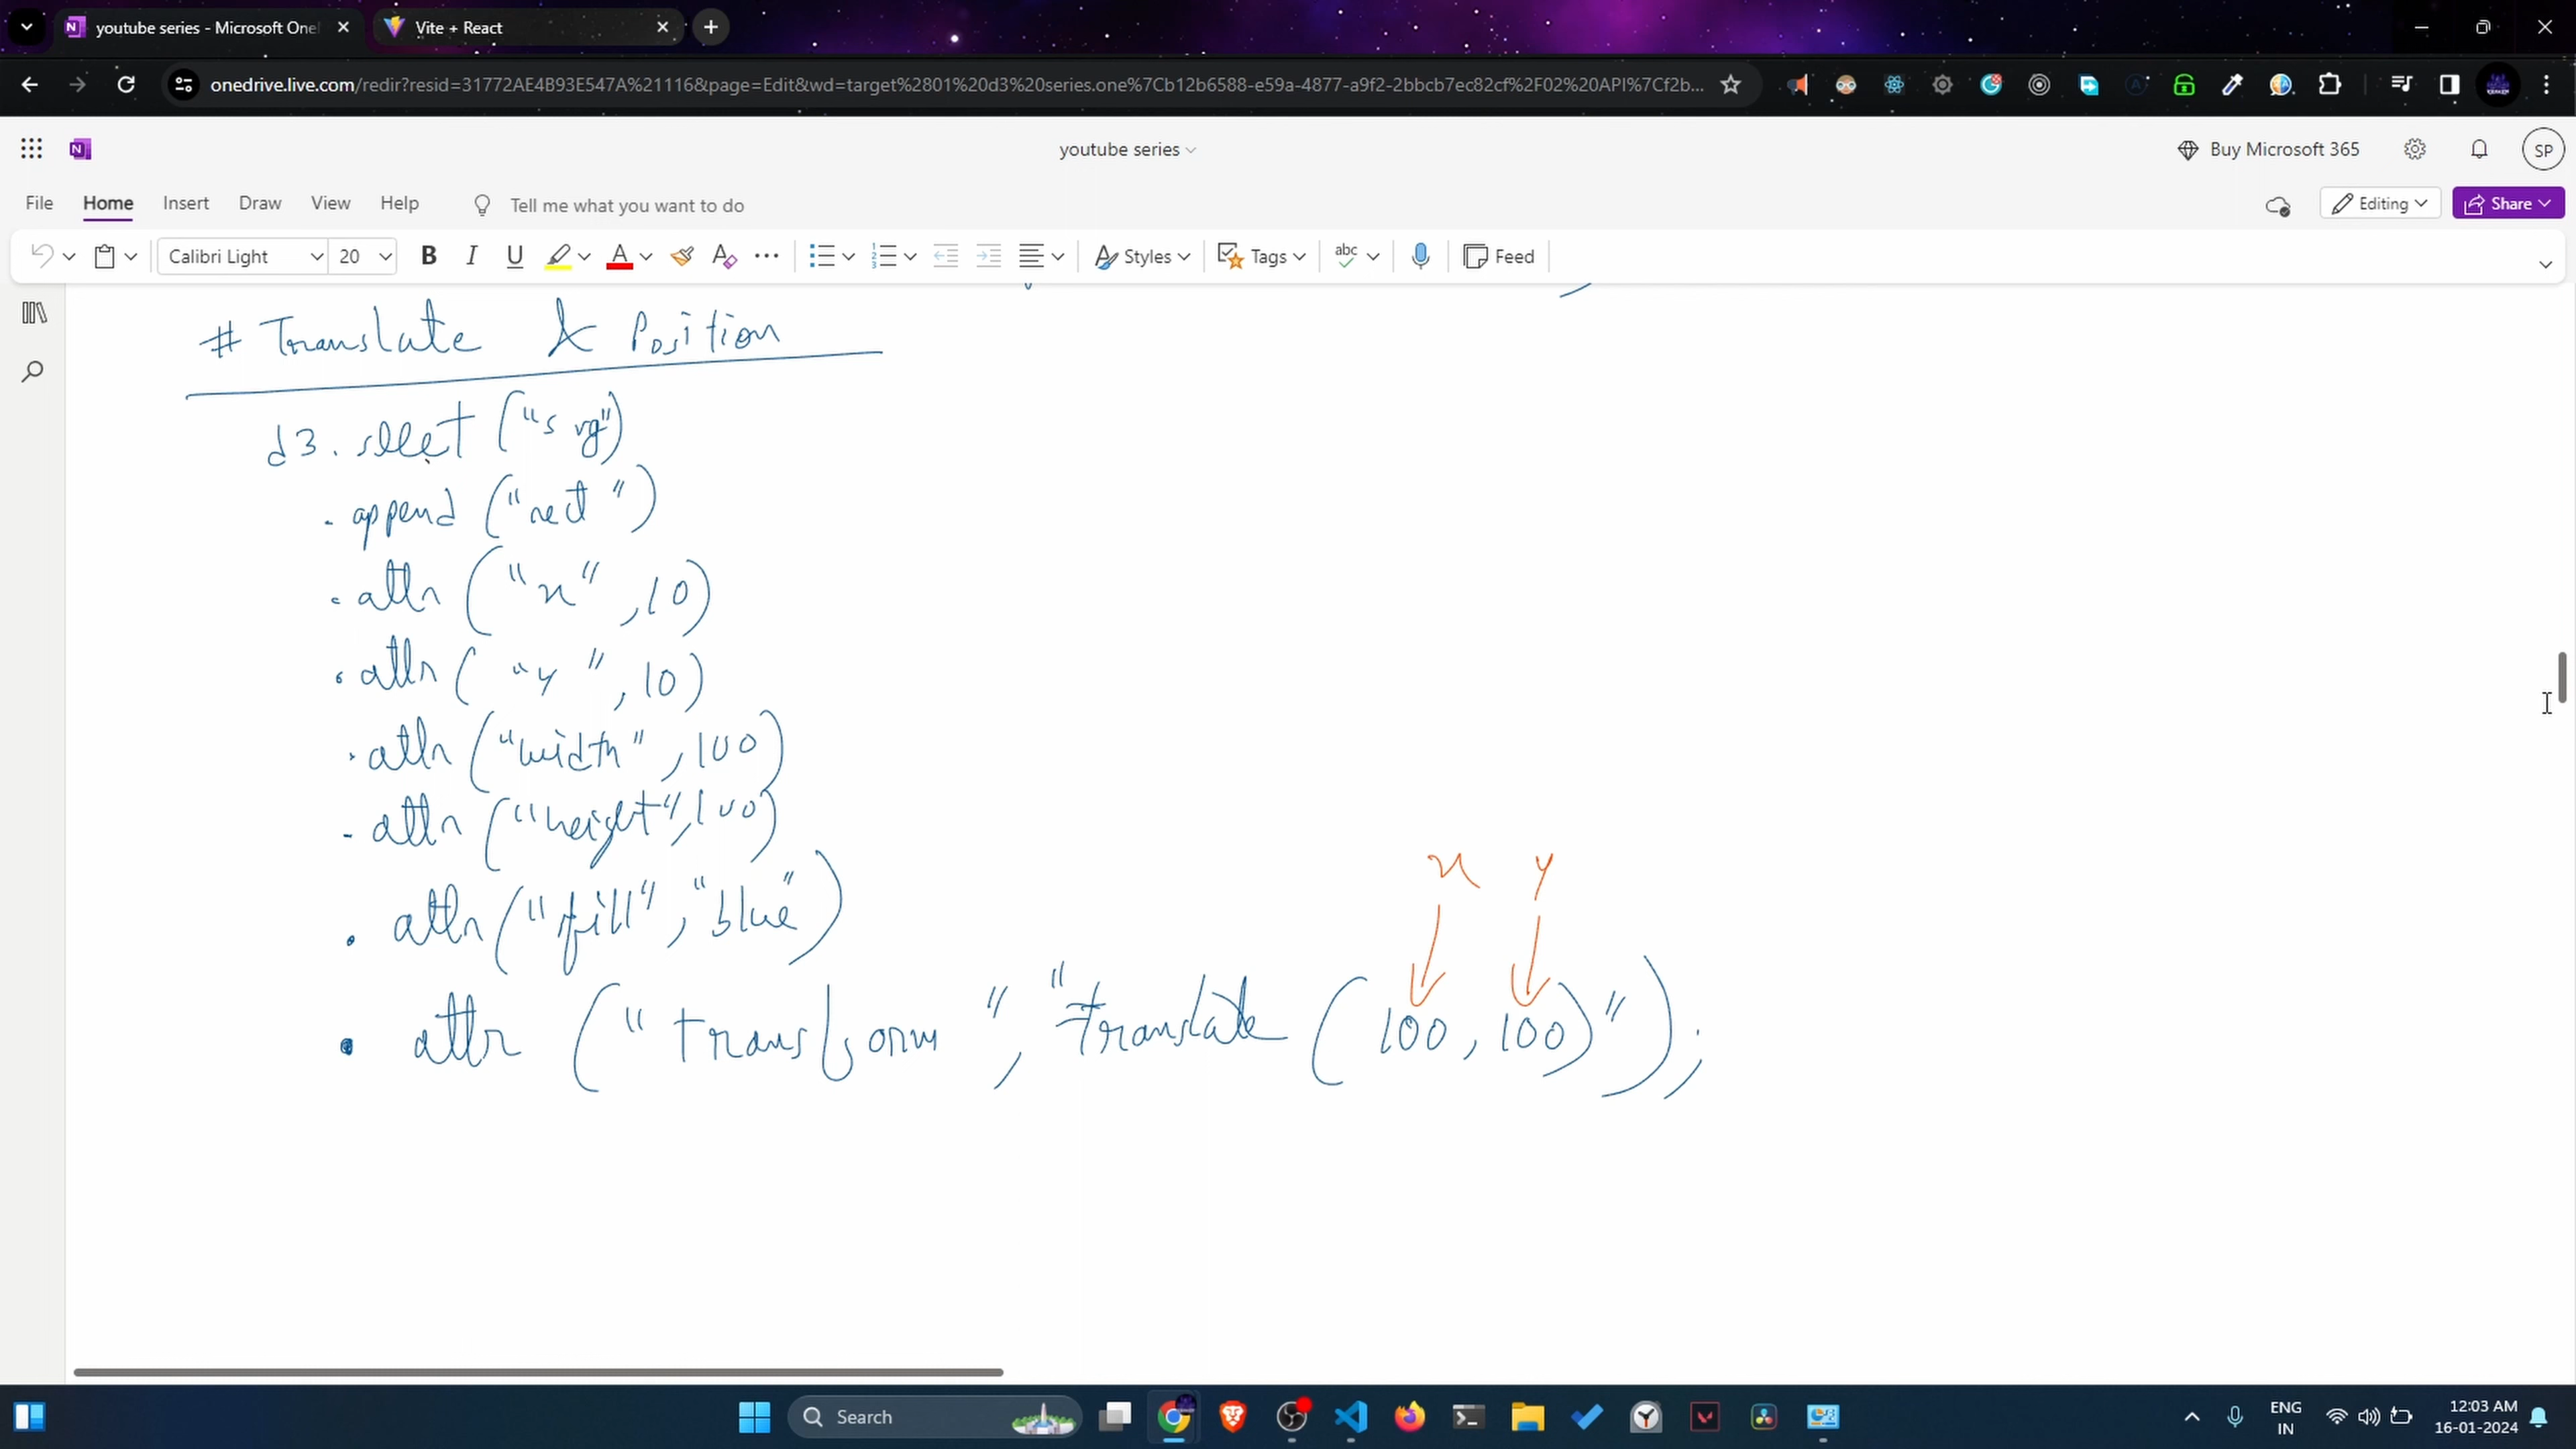 youtube series - Microsoft One
Vite + React
onedrive.live.com/redir?resid=31772AE4B93E547A%21116&page=Edit&wd=target%2801%20d3%20series.one%7Cb12b6588-e59a-4877-a9f2-2bbcb7ec82cf%2F02%20API%7Cf2b...
youtube series
Buy Microsoft 365
SP
File Home Insert Draw View Help Tell me what you want to do
Editing
Share
Calibri Light 20 B I U Styles Tags abc Feed
# Translate & Position
d3. select ("svg")
. append ("rect")
. attr ("x", 10)
. attr ("y", 10)
. attr ("width", 100)
. attr ("height", 100)
. attr ("fill", "blue")
x y
. attr ("transform", "translate (100, 100)");
Search
ENG
IN
12:03 AM
16-01-2024